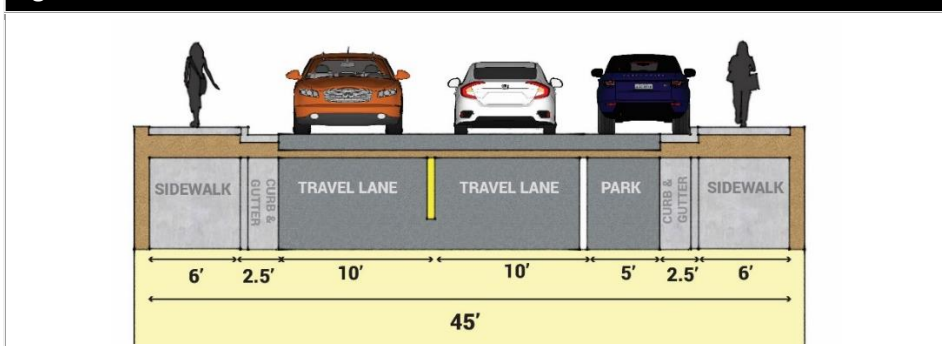 SIDEWALK
CURB &
GUTTER
TRAVEL LANE
TRAVEL LANE
PARK
CURB &
GUTTER
SIDEWALK
6’ 2.5’ 10’ 10’ 5’ 2.5’ 6’
45’